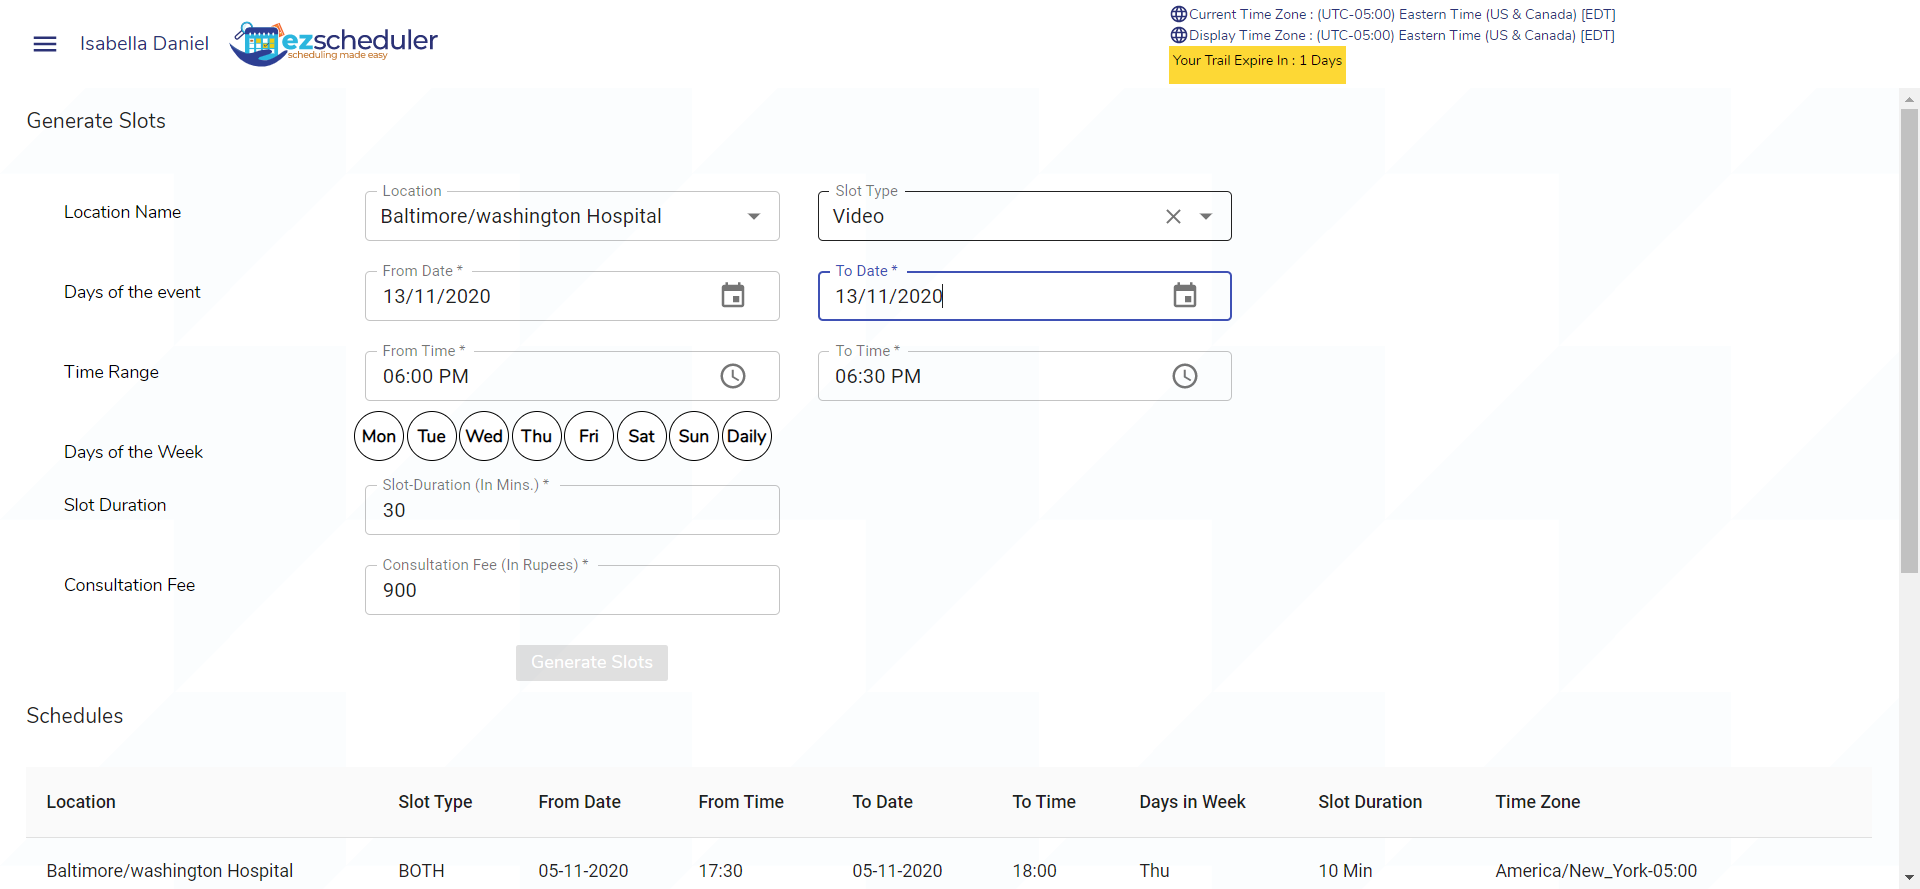 Isabella Daniel
ezscheduler
scheduling made easy
Current Time Zone : (UTC-05:00) Eastern Time (US & Canada) [EDT]
Display Time Zone : (UTC-05:00) Eastern Time (US & Canada) [EDT]
Your Trail Expire In : 1 Days
Generate Slots
Location Slot Type
Location Name Baltimore/washington Hospital Video
From Date * To Date *
Days of the event 13/11/2020 13/11/2020
From Time * To Time *
Time Range 06:00 PM 06:30 PM
Mon Tue Wed Thu Fri Sat Sun Daily
Days of the Week
Slot-Duration (In Mins.) *
Slot Duration 30
Consultation Fee (In Rupees) *
Consultation Fee 900
Generate Slots
Schedules
Location Slot Type From Date From Time To Date To Time Days in Week Slot Duration Time Zone
Baltimore/washington Hospital BOTH 05-11-2020 17:30 05-11-2020 18:00 Thu 10 Min America/New_York-05:00